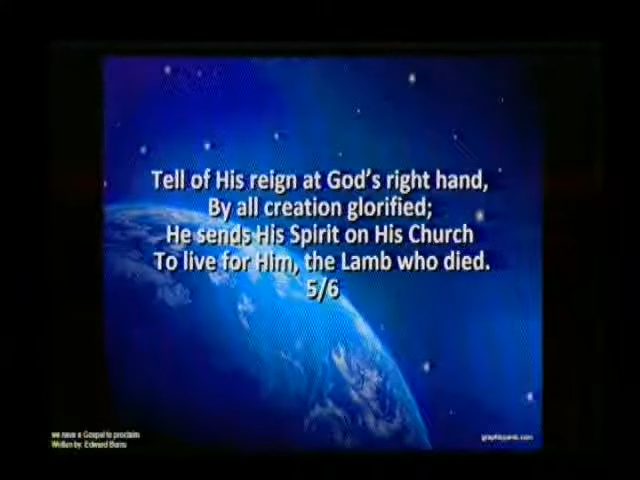 Tell of His reign at God's right hand,
By all creation glorified;
He sends His Spirit on His Church
To live for Him, the Lamb who died.
5/6
we have a Gospel to proclaim
Written by: Edward Burns